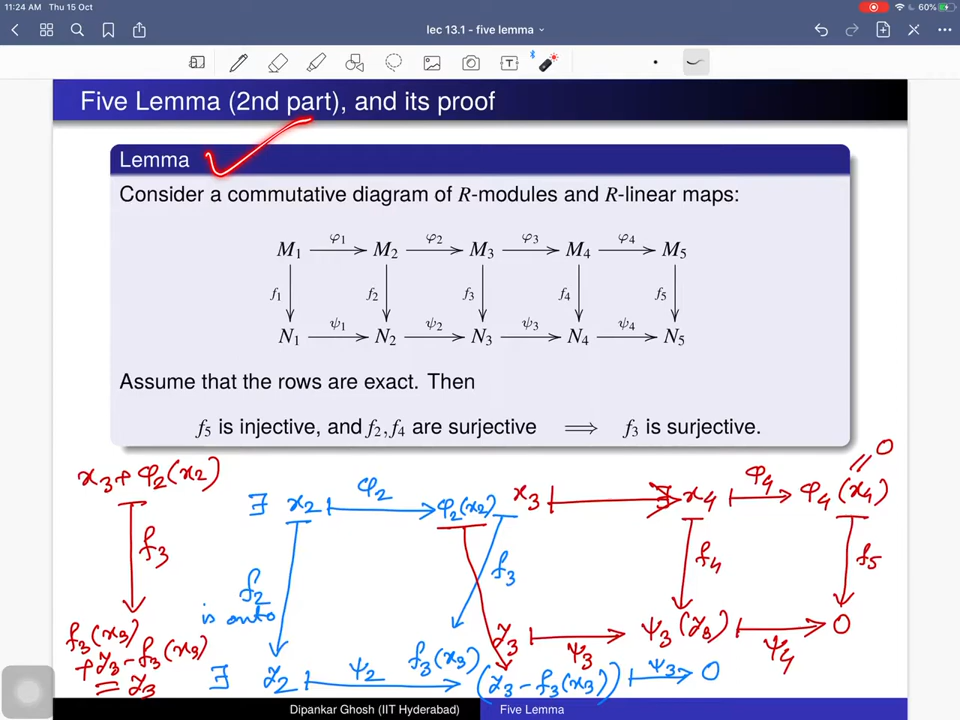 11:24 AM Thu 15 Oct
60%
lec 13.1 - five lemma
Five Lemma (2nd part), and its proof
Lemma
Consider a commutative diagram of R-modules and R-linear maps:
φ₁ φ₂ φ₃ φ₄
M₁ M₂ M₃ M₄ M₅
f₁ f₂ f₃ f₄ f₅
ψ₁ ψ₂ ψ₃ ψ₄
N₁ N₂ N₃ N₄ N₅
Assume that the rows are exact. Then
f₅ is injective, and f₂, f₄ are surjective ⟹ f₃ is surjective.
x₃ + φ₂(x₂)
f₃
f₃(x₃)
+ y₃ - f₃(x₃)
= y₃
∃ x₂ ↦ φ₂ φ₂(x₂) x₃ ↦ ∃ x₄ ↦ φ₄ φ₄(x₄) = 0
f₂ is onto f₃ f₄ f₅
y₃ ↦ ψ₃ ψ₃(y₃) ↦ ψ₄ 0
∃ y₂ ↦ ψ₂ f₃(x₃) (y₃ - f₃(x₃)) ↦ ψ₃ 0
Dipankar Ghosh (IIT Hyderabad) Five Lemma